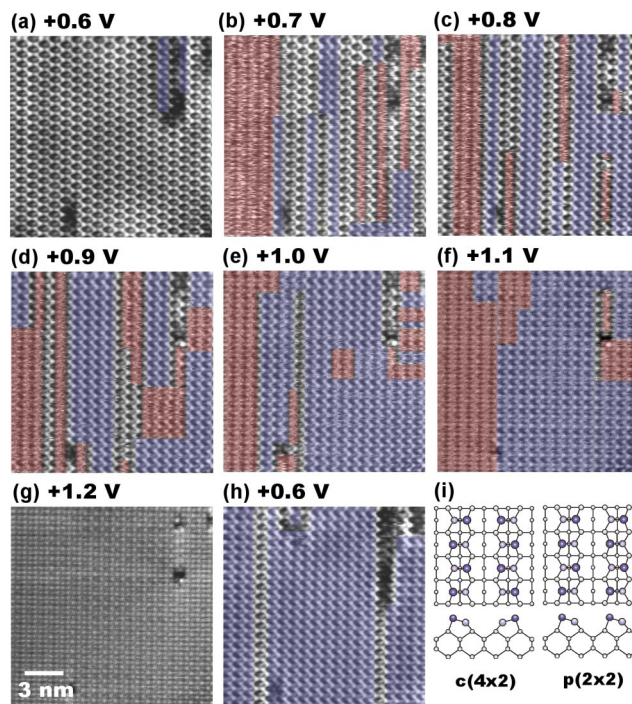 (a) +0.6 V
(b) +0.7 V
(c) +0.8 V
(d) +0.9 V
(e) +1.0 V
(f) +1.1 V
(g) +1.2 V
(h) +0.6 V
(i)
3 nm
c(4x2)
p(2x2)